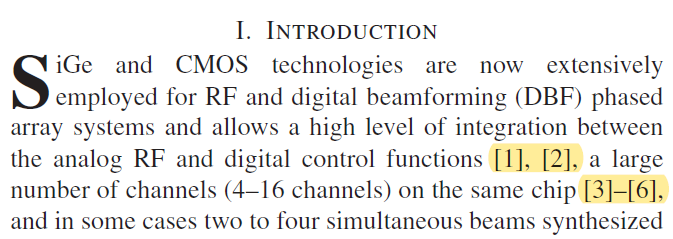 I. INTRODUCTION
SiGe and CMOS technologies are now extensively
employed for RF and digital beamforming (DBF) phased
array systems and allows a high level of integration between
the analog RF and digital control functions [1], [2], a large
number of channels (4–16 channels) on the same chip [3]–[6],
and in some cases two to four simultaneous beams synthesized